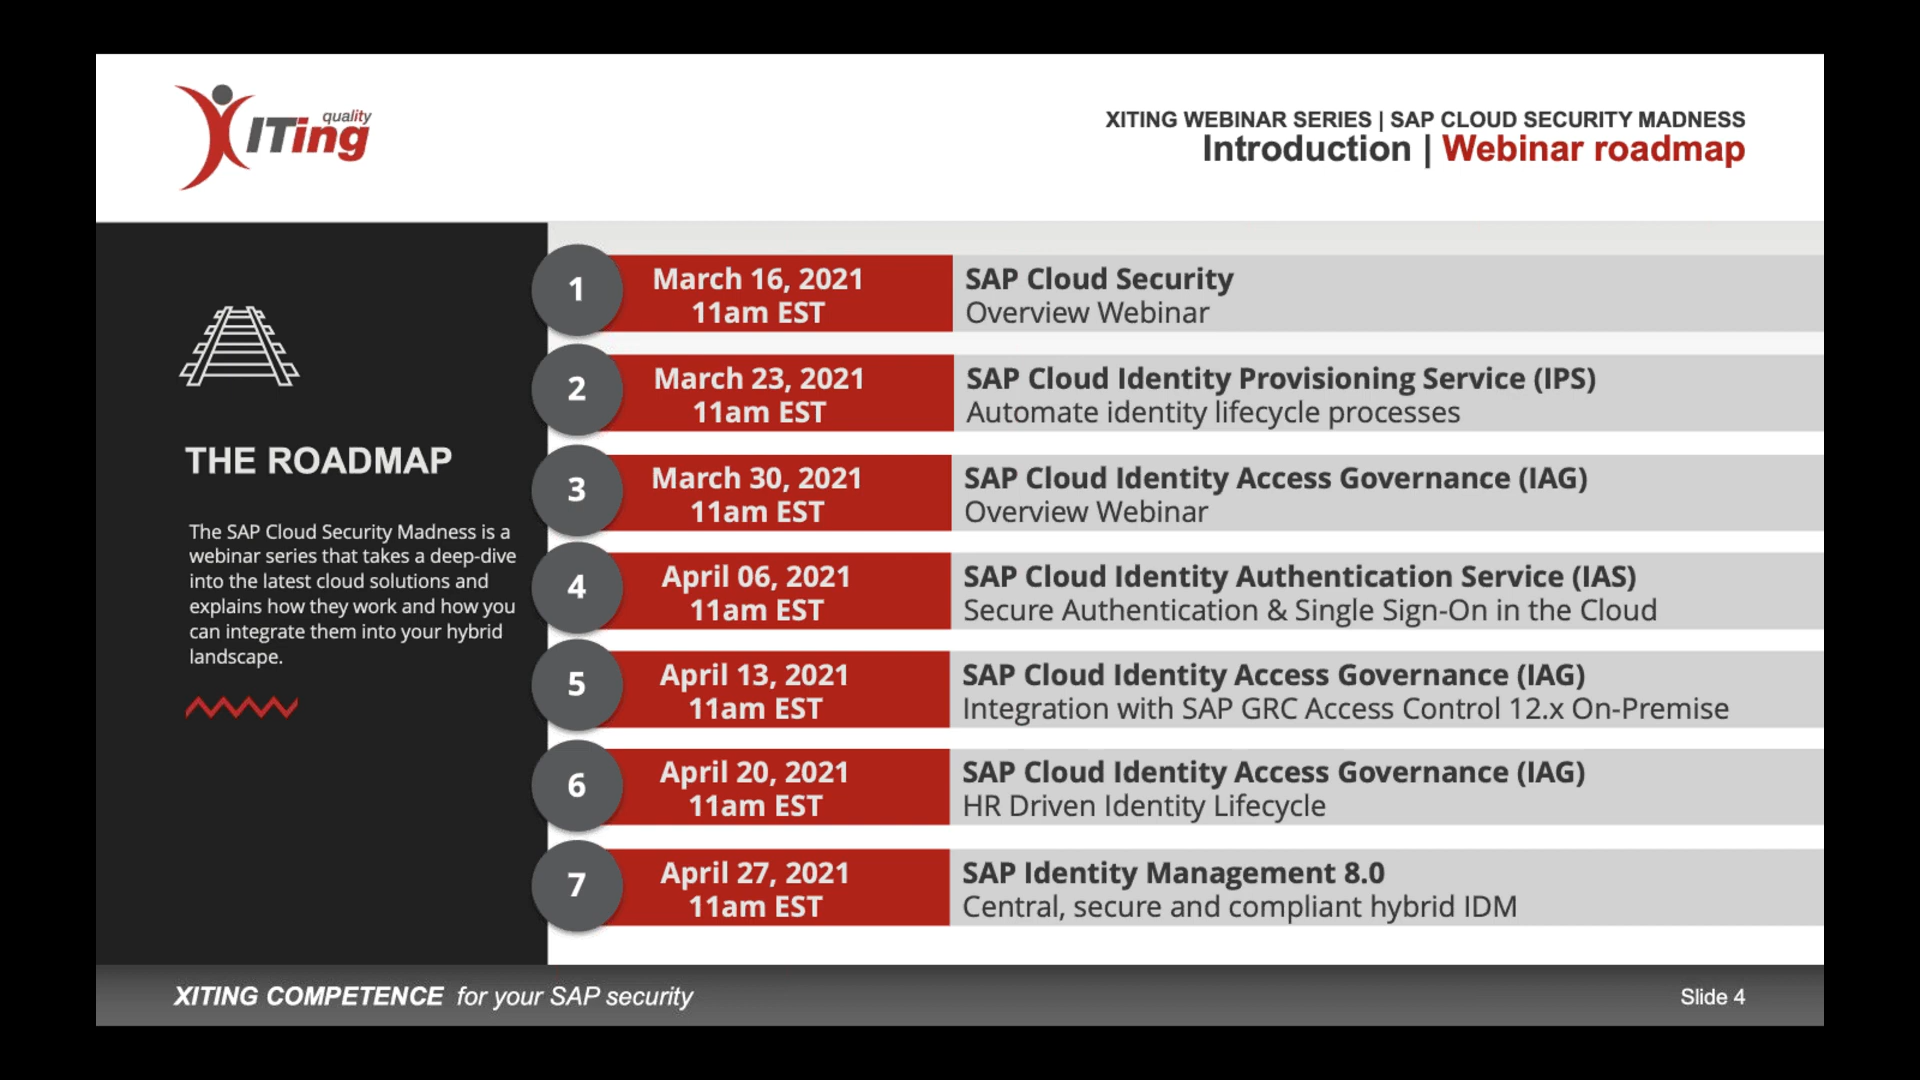 quality
XITing
XITING WEBINAR SERIES | SAP CLOUD SECURITY MADNESS
Introduction | Webinar roadmap
THE ROADMAP
The SAP Cloud Security Madness is a
webinar series that takes a deep-dive
into the latest cloud solutions and
explains how they work and how you
can integrate them into your hybrid
landscape.
1
March 16, 2021
11am EST
SAP Cloud Security
Overview Webinar
2
March 23, 2021
11am EST
SAP Cloud Identity Provisioning Service (IPS)
Automate identity lifecycle processes
3
March 30, 2021
11am EST
SAP Cloud Identity Access Governance (IAG)
Overview Webinar
4
April 06, 2021
11am EST
SAP Cloud Identity Authentication Service (IAS)
Secure Authentication & Single Sign-On in the Cloud
5
April 13, 2021
11am EST
SAP Cloud Identity Access Governance (IAG)
Integration with SAP GRC Access Control 12.x On-Premise
6
April 20, 2021
11am EST
SAP Cloud Identity Access Governance (IAG)
HR Driven Identity Lifecycle
7
April 27, 2021
11am EST
SAP Identity Management 8.0
Central, secure and compliant hybrid IDM
XITING COMPETENCE for your SAP security
Slide 4